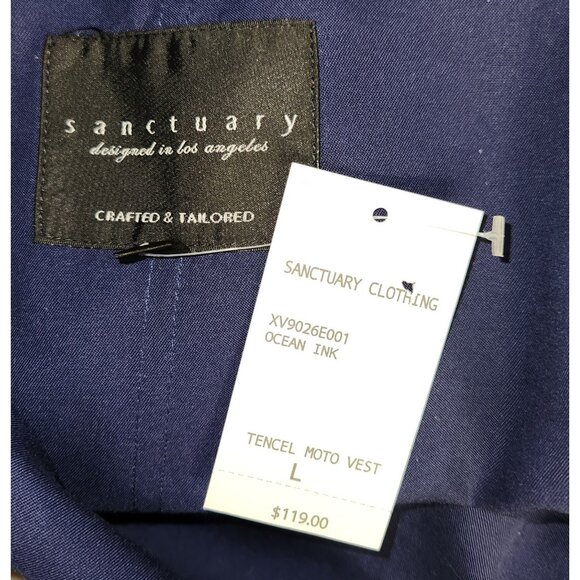 sanctuary
designed in los angeles
CRAFTED & TAILORED
SANCTUARY CLOTHING
XV9026E001
OCEAN INK
TENCEL MOTO VEST
L
$119.00